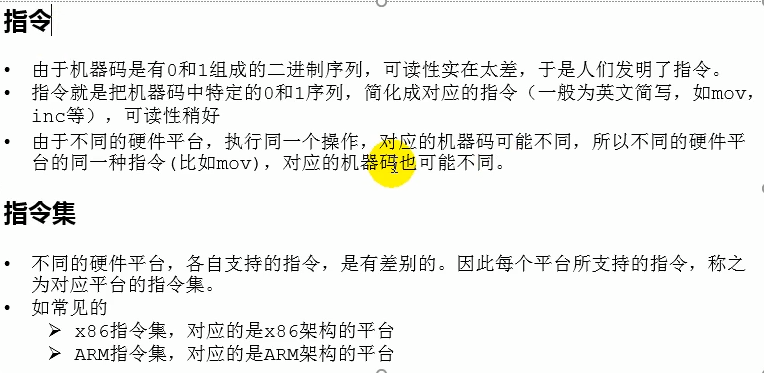 指令
• 由于机器码是有0和1组成的二进制序列，可读性实在太差，于是人们发明了指令。
• 指令就是把机器码中特定的0和1序列，简化成对应的指令（一般为英文简写，如mov，
inc等），可读性稍好
• 由于不同的硬件平台，执行同一个操作，对应的机器码可能不同，所以不同的硬件平
台的同一种指令(比如mov)，对应的机器码也可能不同。
指令集
• 不同的硬件平台，各自支持的指令，是有差别的。因此每个平台所支持的指令，称之
为对应平台的指令集。
• 如常见的
➢ x86指令集，对应的是x86架构的平台
➢ ARM指令集，对应的是ARM架构的平台